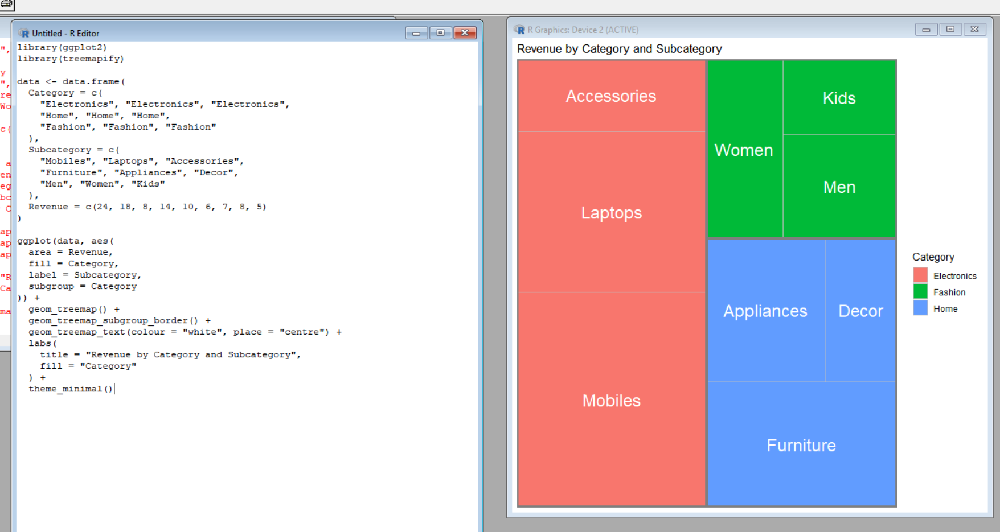 Untitled - R Editor
library(ggplot2)
library(treemapify)
data <- data.frame(
  Category = c(
    "Electronics", "Electronics", "Electronics",
    "Home", "Home", "Home",
    "Fashion", "Fashion", "Fashion"
  ),
  Subcategory = c(
    "Mobiles", "Laptops", "Accessories",
    "Furniture", "Appliances", "Decor",
    "Men", "Women", "Kids"
  ),
  Revenue = c(24, 18, 8, 14, 10, 6, 7, 8, 5)
)
ggplot(data, aes(
  area = Revenue,
  fill = Category,
  label = Subcategory,
  subgroup = Category
)) +
  geom_treemap() +
  geom_treemap_subgroup_border() +
  geom_treemap_text(colour = "white", place = "centre") +
  labs(
    title = "Revenue by Category and Subcategory",
    fill = "Category"
  ) +
  theme_minimal()
R Graphics: Device 2 (ACTIVE)
Revenue by Category and Subcategory
Accessories
Laptops
Mobiles
Women
Kids
Men
Appliances
Decor
Furniture
Category
Electronics
Fashion
Home